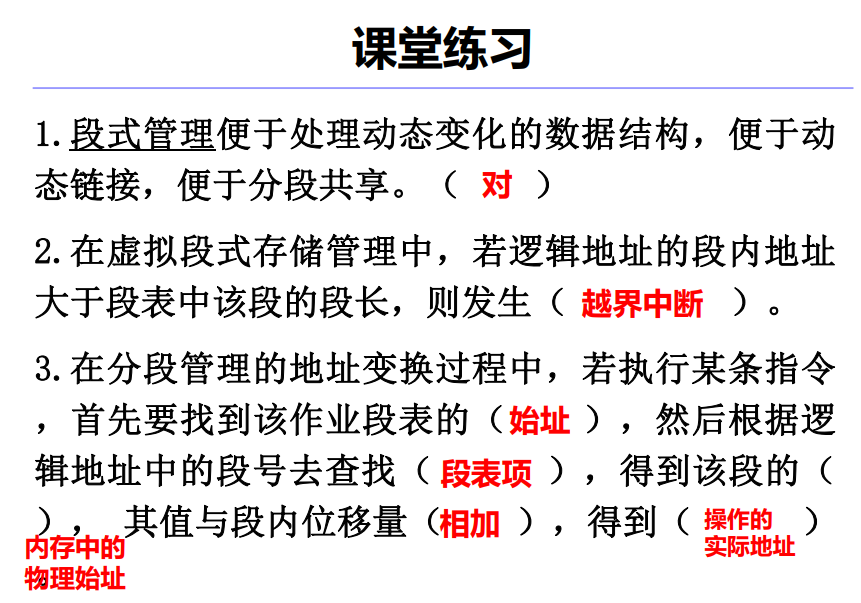 课堂练习
1.段式管理便于处理动态变化的数据结构，便于动
态链接，便于分段共享。（ 对 ）
2.在虚拟段式存储管理中，若逻辑地址的段内地址
大于段表中该段的段长，则发生（ 越界中断 ）。
3.在分段管理的地址变换过程中，若执行某条指令
，首先要找到该作业段表的（始址 ），然后根据逻
辑地址中的段号去查找（ 段表项 ），得到该段的（
）， 其值与段内位移量（相加 ），得到（ 操作的 ）
实际地址
内存中的
物理始址
。